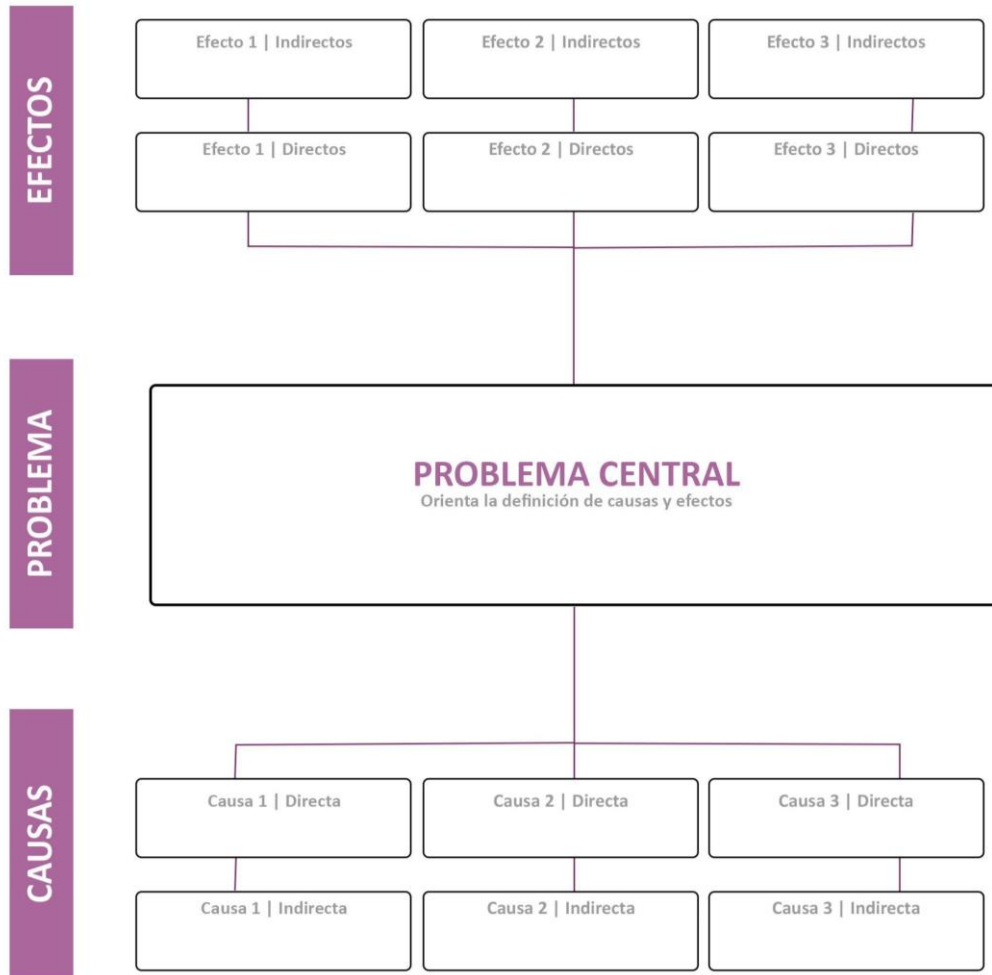 EFECTOS
Efecto 1 | Indirectos
Efecto 2 | Indirectos
Efecto 3 | Indirectos
Efecto 1 | Directos
Efecto 2 | Directos
Efecto 3 | Directos
PROBLEMA
PROBLEMA CENTRAL
Orienta la definición de causas y efectos
CAUSAS
Causa 1 | Directa
Causa 2 | Directa
Causa 3 | Directa
Causa 1 | Indirecta
Causa 2 | Indirecta
Causa 3 | Indirecta